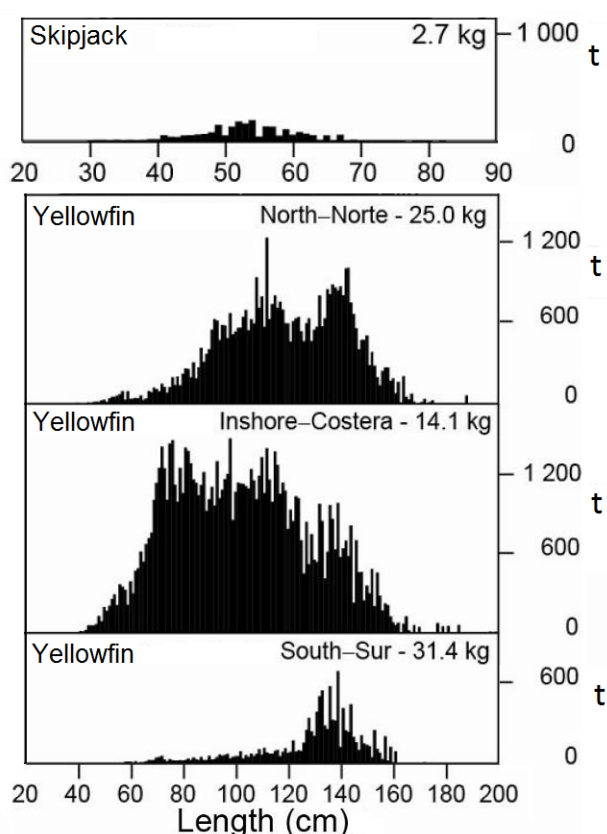 Skipjack 2.7 kg
1 000
t
0
20 30 40 50 60 70 80 90
Yellowfin North–Norte - 25.0 kg
1 200
t
600
0
Yellowfin Inshore–Costera - 14.1 kg
1 200
t
600
0
Yellowfin South–Sur - 31.4 kg
600
t
0
20 40 60 80 100 120 140 160 180 200
Length (cm)